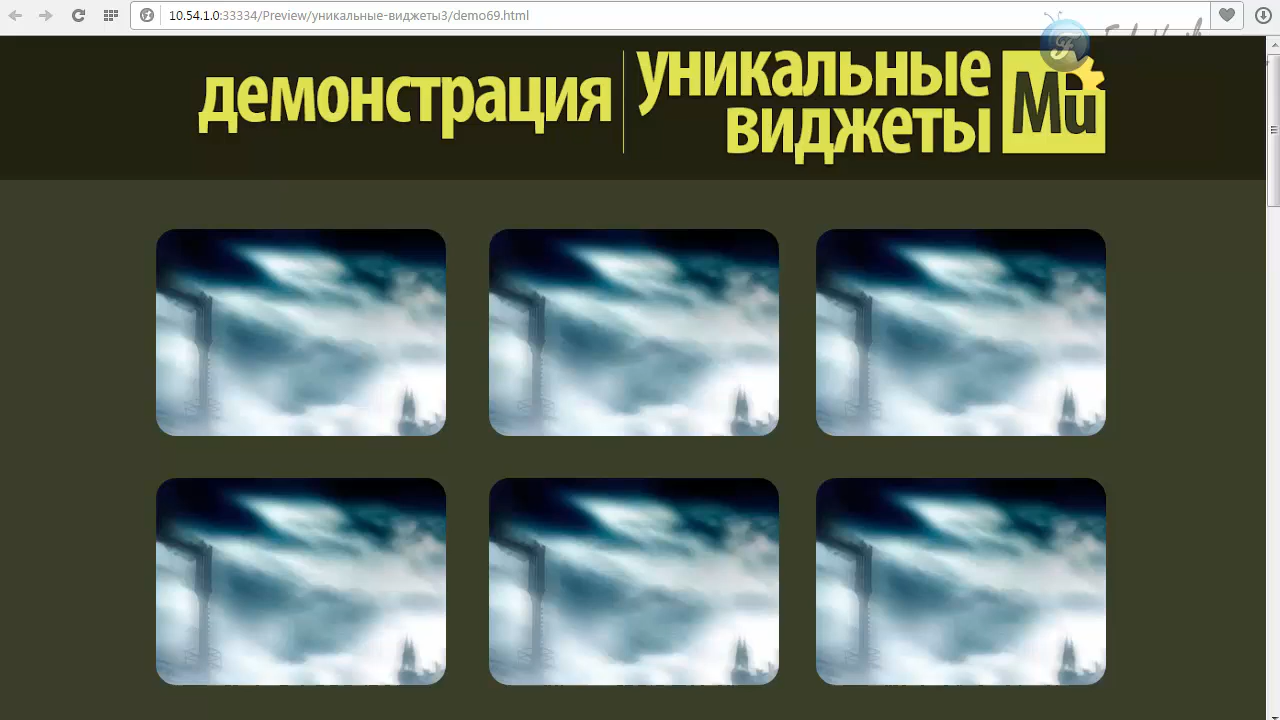 10.54.1.0:33334/Preview/уникальные-виджеты3/demo69.html
демонстрация
уникальные
виджеты
Mu